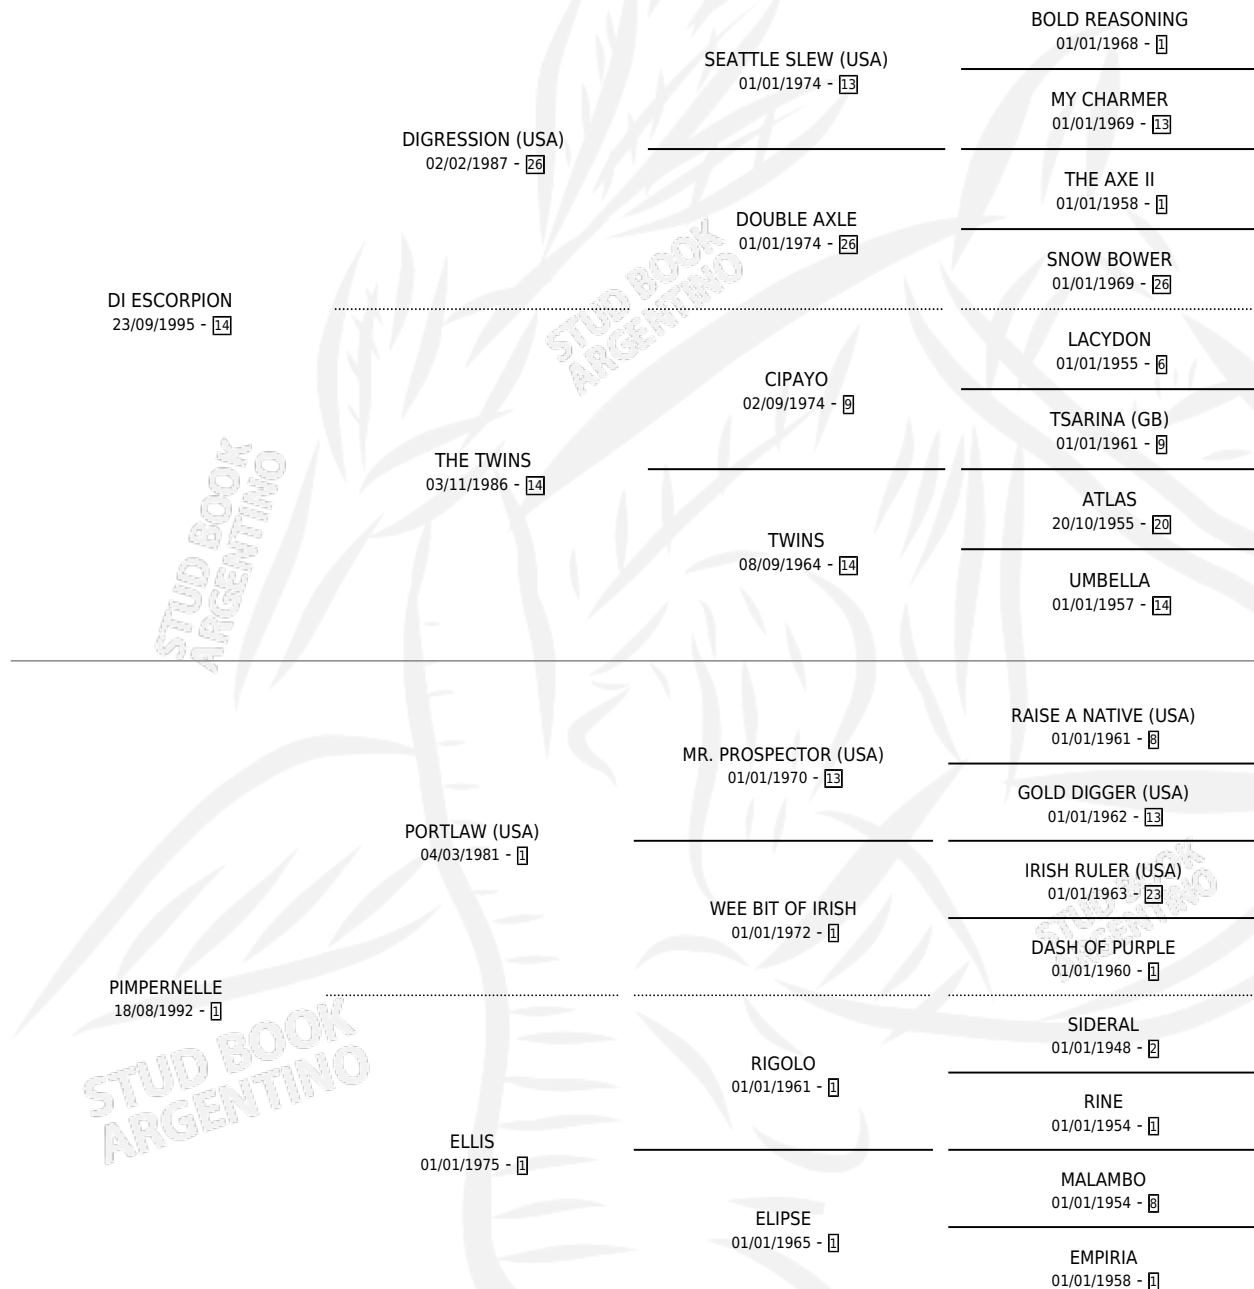 BOLD REASONING
01/01/1968 - 1
SEATTLE SLEW (USA)
01/01/1974 - 13
MY CHARMER
01/01/1969 - 13
DIGRESSION (USA)
02/02/1987 - 26
THE AXE II
01/01/1958 - 1
DOUBLE AXLE
01/01/1974 - 26
SNOW BOWER
01/01/1969 - 26
DI ESCORPION
23/09/1995 - 14
STUD BOOK
ARGENTINO
LACYDON
01/01/1955 - 6
CIPAYO
02/09/1974 - 9
TSARINA (GB)
01/01/1961 - 9
THE TWINS
03/11/1986 - 14
ATLAS
20/10/1955 - 20
TWINS
08/09/1964 - 14
UMBELLA
01/01/1957 - 14
STUD BOOK
ARGENTINO
RAISE A NATIVE (USA)
01/01/1961 - 8
MR. PROSPECTOR (USA)
01/01/1970 - 13
GOLD DIGGER (USA)
01/01/1962 - 13
PORTLAW (USA)
04/03/1981 - 1
IRISH RULER (USA)
01/01/1963 - 23
WEE BIT OF IRISH
01/01/1972 - 1
STUD BOOK
ARGENTINO
DASH OF PURPLE
01/01/1960 - 1
PIMPERNELLE
18/08/1992 - 1
SIDERAL
01/01/1948 - 2
RIGOLO
01/01/1961 - 1
RINE
01/01/1954 - 1
STUD BOOK
ARGENTINO
ELLIS
01/01/1975 - 1
MALAMBO
01/01/1954 - 8
ELIPSE
01/01/1965 - 1
EMPIRIA
01/01/1958 - 1